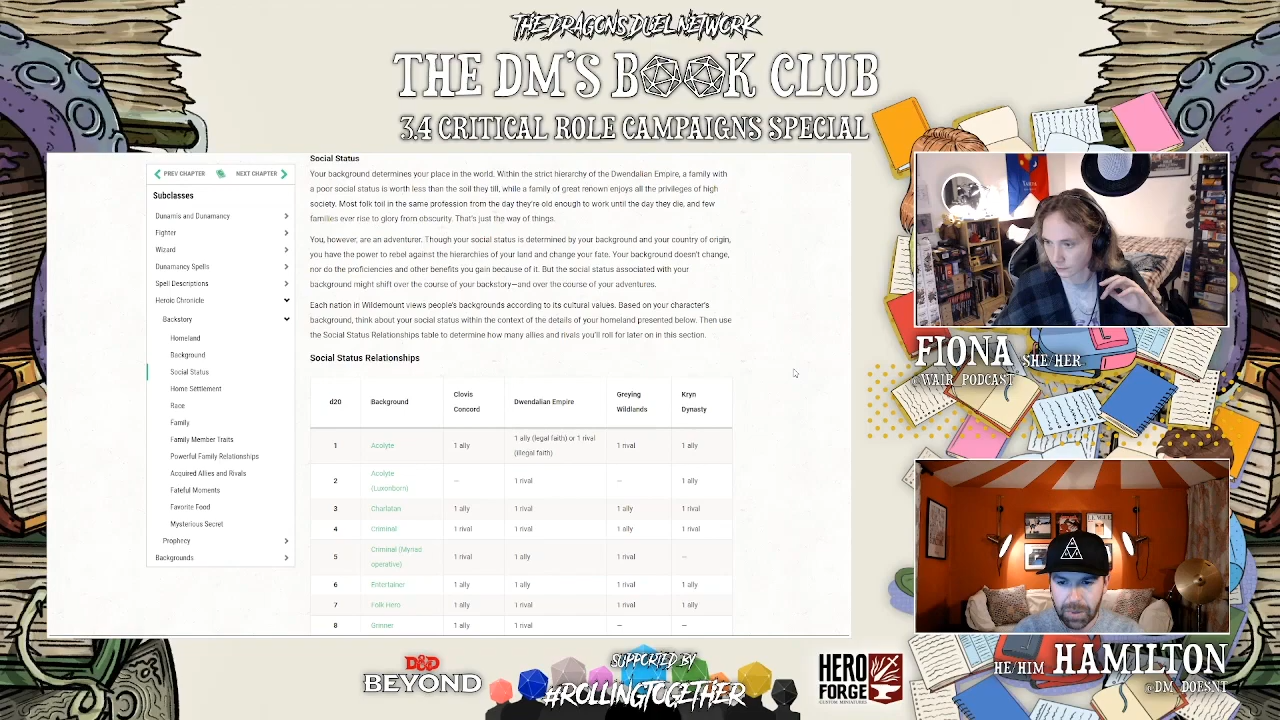 THE DRAGONS DUEL NETWORK
THE DM'S BOOK CLUB
3.4 CRITICAL ROLE CAMPAIGNS SPECIAL
PREV CHAPTER
NEXT CHAPTER
Subclasses
Dunamis and Dunamancy
Fighter
Wizard
Dunamancy Spells
Spell Descriptions
Heroic Chronicle
Backstory
Homeland
Background
Social Status
Home Settlement
Race
Family
Family Member Traits
Powerful Family Relationships
Acquired Allies and Rivals
Fateful Moments
Favorite Food
Mysterious Secret
Prophecy
Backgrounds
Social Status
Your background determines your place in the world. Within the strict hierarchy of the Dwendalian Empire, a family with
a poor social status is worth less than the soil they till, while a family of great renown enjoys all the privileges of high
society. Most folk toil in the same profession from the day they're old enough to work until the day they die, and few
families ever rise to glory from obscurity. That's just the way of things.
You, however, are an adventurer. Though your social status is determined by your background and your country of origin,
you have the power to rebel against the hierarchies of your land and change your fate. Your background doesn't change,
nor do the proficiencies and other benefits you gain because of it. But the social status associated with your
background might shift over the course of your backstory—and over the course of your adventures.
Each nation in Wildemount views people's backgrounds according to its cultural values. Based on your character's
background, think about your social status within the context of the details of your homeland presented below. Then use
the Social Status Relationships table to determine how many allies and rivals you'll roll for later on in this section.
Social Status Relationships
d20 Background Clovis Concord Dwendalian Empire Greying Wildlands Kryn Dynasty
1 Acolyte 1 ally 1 ally (legal faith) or 1 rival (illegal faith) 1 rival 1 ally
2 Acolyte (Luxonborn) — 1 rival — 1 ally
3 Charlatan 1 ally 1 rival 1 ally 1 rival
4 Criminal 1 rival 1 rival 1 ally 1 rival
5 Criminal (Myriad operative) 1 rival 1 ally 1 rival —
6 Entertainer 1 ally 1 ally 1 rival 1 ally
7 Folk Hero 1 ally 1 rival 1 rival 1 ally
8 Grinner 1 ally 1 rival — —
FIONA SHE/HER
@WAIR_PODCAST
HE/HIM HAMILTON
@DM_DOESNT
D&D
BEYOND
SUPPORTED BY
#ROLLINGTOGETHER
HERO
FORGE
CUSTOM MINIATURES